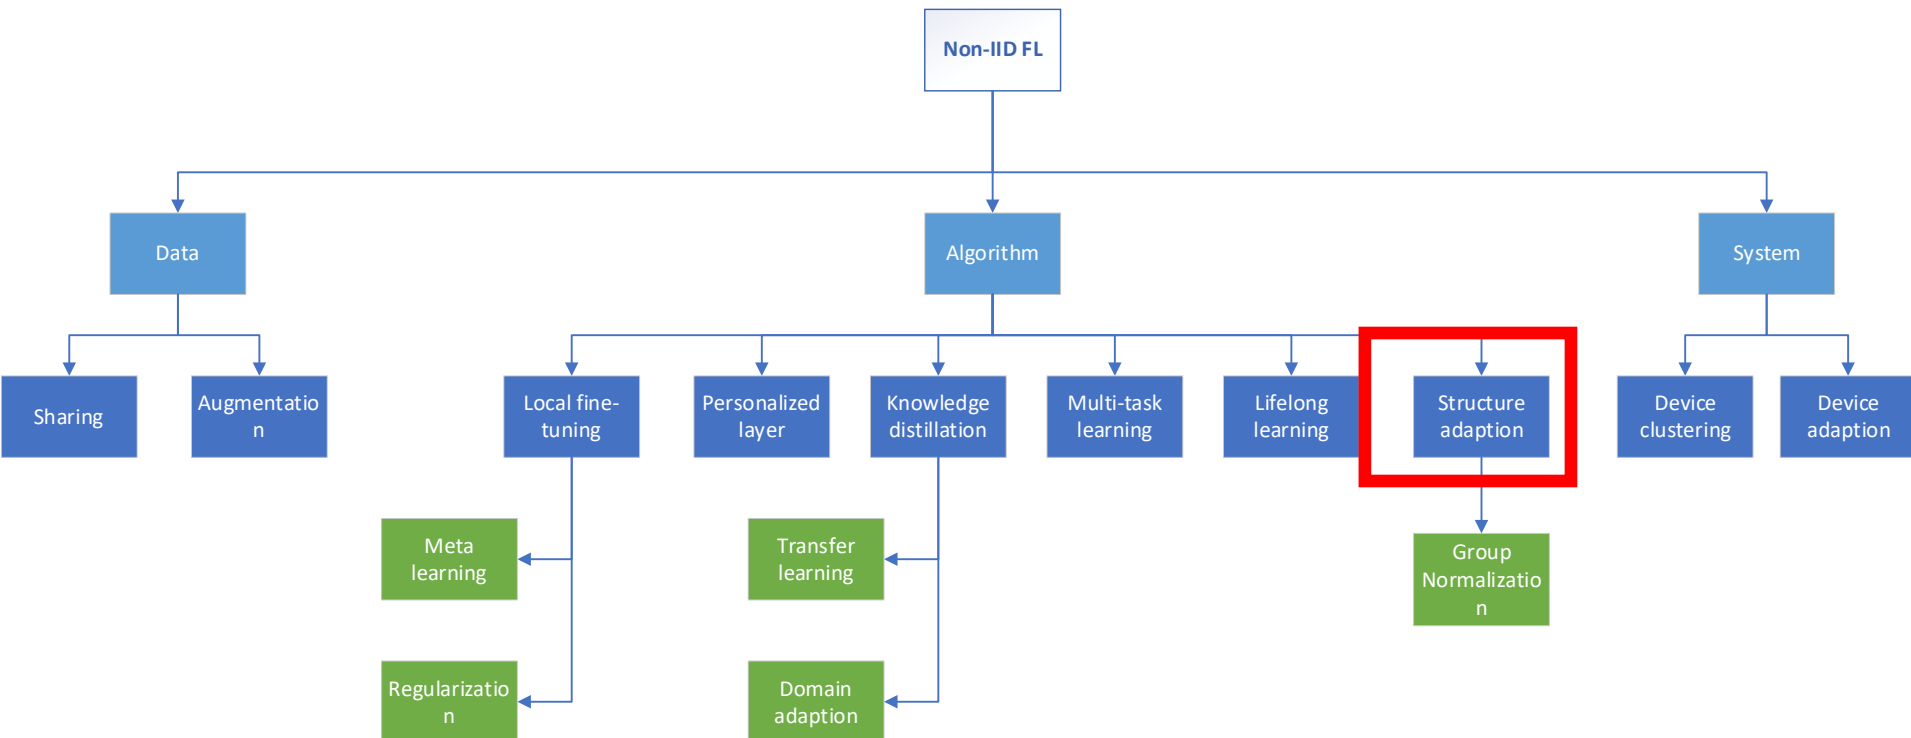 Non-IID FL
Data
Algorithm
System
Sharing
Augmentatio
n
Local fine-
tuning
Personalized
layer
Knowledge
distillation
Multi-task
learning
Lifelong
learning
Structure
adaption
Device
clustering
Device
adaption
Meta
learning
Transfer
learning
Group
Normalizatio
n
Regularizatio
n
Domain
adaption